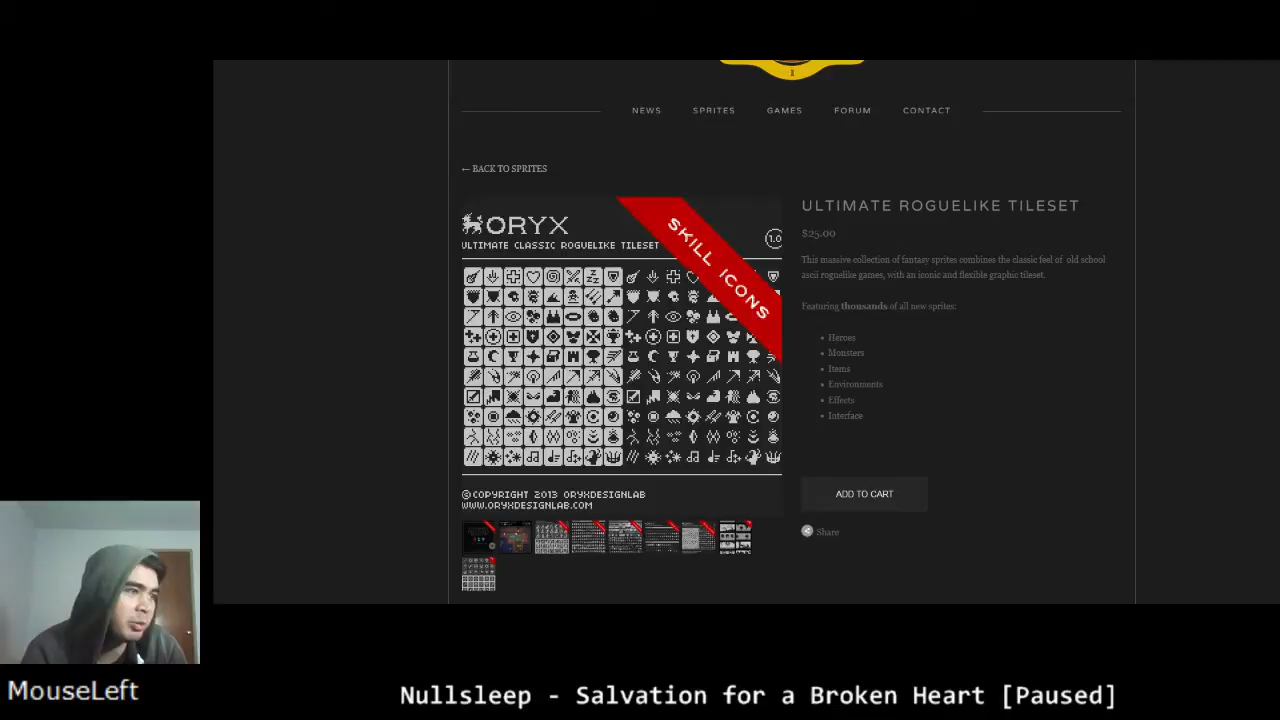 NEWS SPRITES GAMES FORUM CONTACT
← BACK TO SPRITES
ORYX
ULTIMATE CLASSIC ROGUELIKE TILESET
1.0
SKILL ICONS
©COPYRIGHT 2013 ORYXDESIGNLAB
WWW.ORYXDESIGNLAB.COM
ULTIMATE ROGUELIKE TILESET
$25.00
This massive collection of fantasy sprites combines the classic feel of old school
ascii roguelike games, with an iconic and flexible graphic tileset.
Featuring thousands of all new sprites:
• Heroes
• Monsters
• Items
• Environments
• Effects
• Interface
ADD TO CART
Share
MouseLeft
Nullsleep - Salvation for a Broken Heart [Paused]